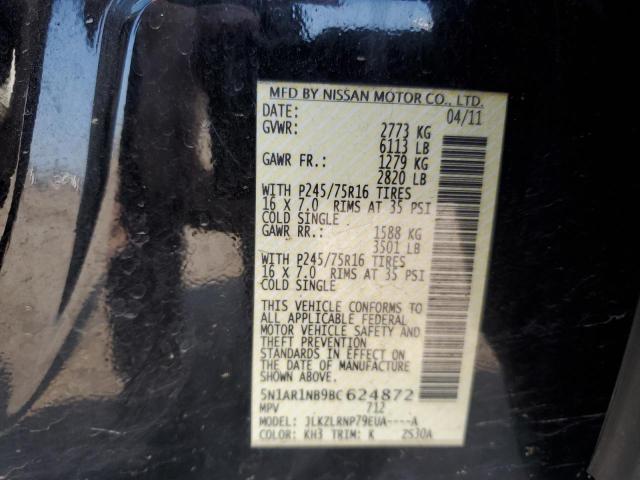 MFD BY NISSAN MOTOR CO., LTD.
DATE: 04/11
GVWR: 2773 KG
6113 LB
GAWR FR.: 1279 KG
2820 LB
WITH P245/75R16 TIRES
16 X 7.0 RIMS AT 35 PSI
COLD SINGLE
GAWR RR.: 1588 KG
3501 LB
WITH P245/75R16 TIRES
16 X 7.0 RIMS AT 35 PSI
COLD SINGLE
THIS VEHICLE CONFORMS TO
ALL APPLICABLE FEDERAL
MOTOR VEHICLE SAFETY AND
THEFT PREVENTION
STANDARDS IN EFFECT ON
THE DATE OF MANUFACTURE
SHOWN ABOVE.
5N1AR1NB9BC624872
MPV 712
MODEL: JLKZLRNP79EUA----A
COLOR: KH3 TRIM: K ZS30A